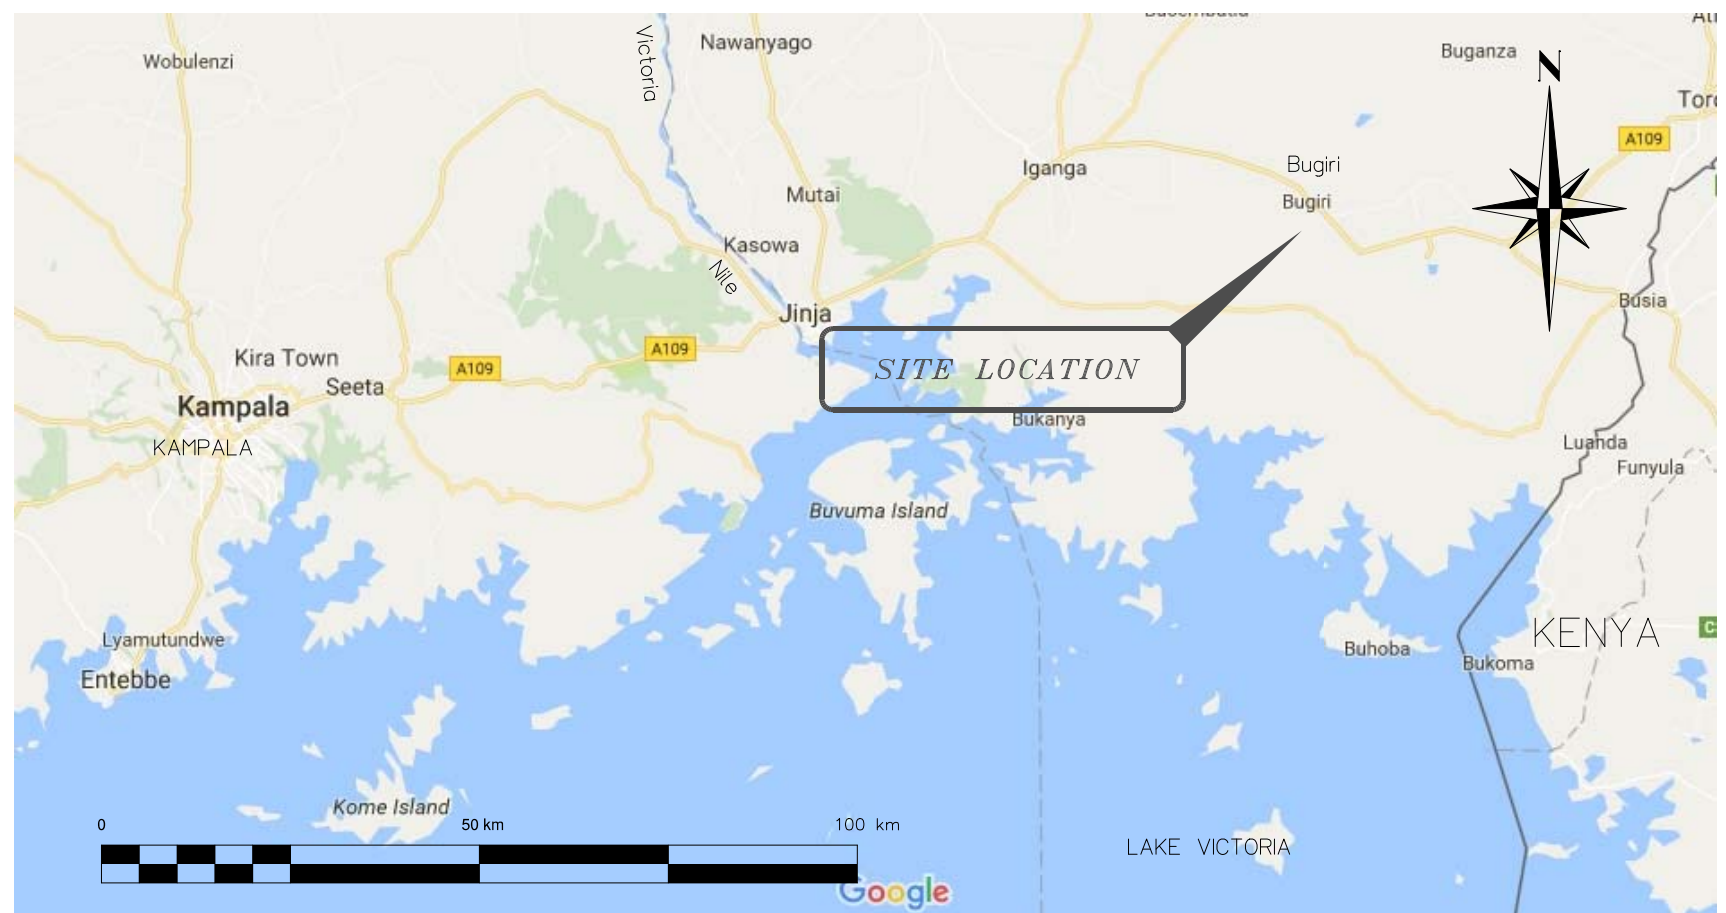 Victoria
Nawanyago
Wobulenzi
Buganza
N
A109
Bugiri
Iganga
Mutai
Bugiri
Kasowa
Nile
Busia
Jinja
A109
Kira Town
A109
SITE LOCATION
Seeta
Kampala
Bukanya
KAMPALA
Luanda
Funyula
Buvuma Island
KENYA
Lyamutundwe
Buhoba
Bukoma
Entebbe
Kome Island
0
50 km
100 km
LAKE VICTORIA
Google